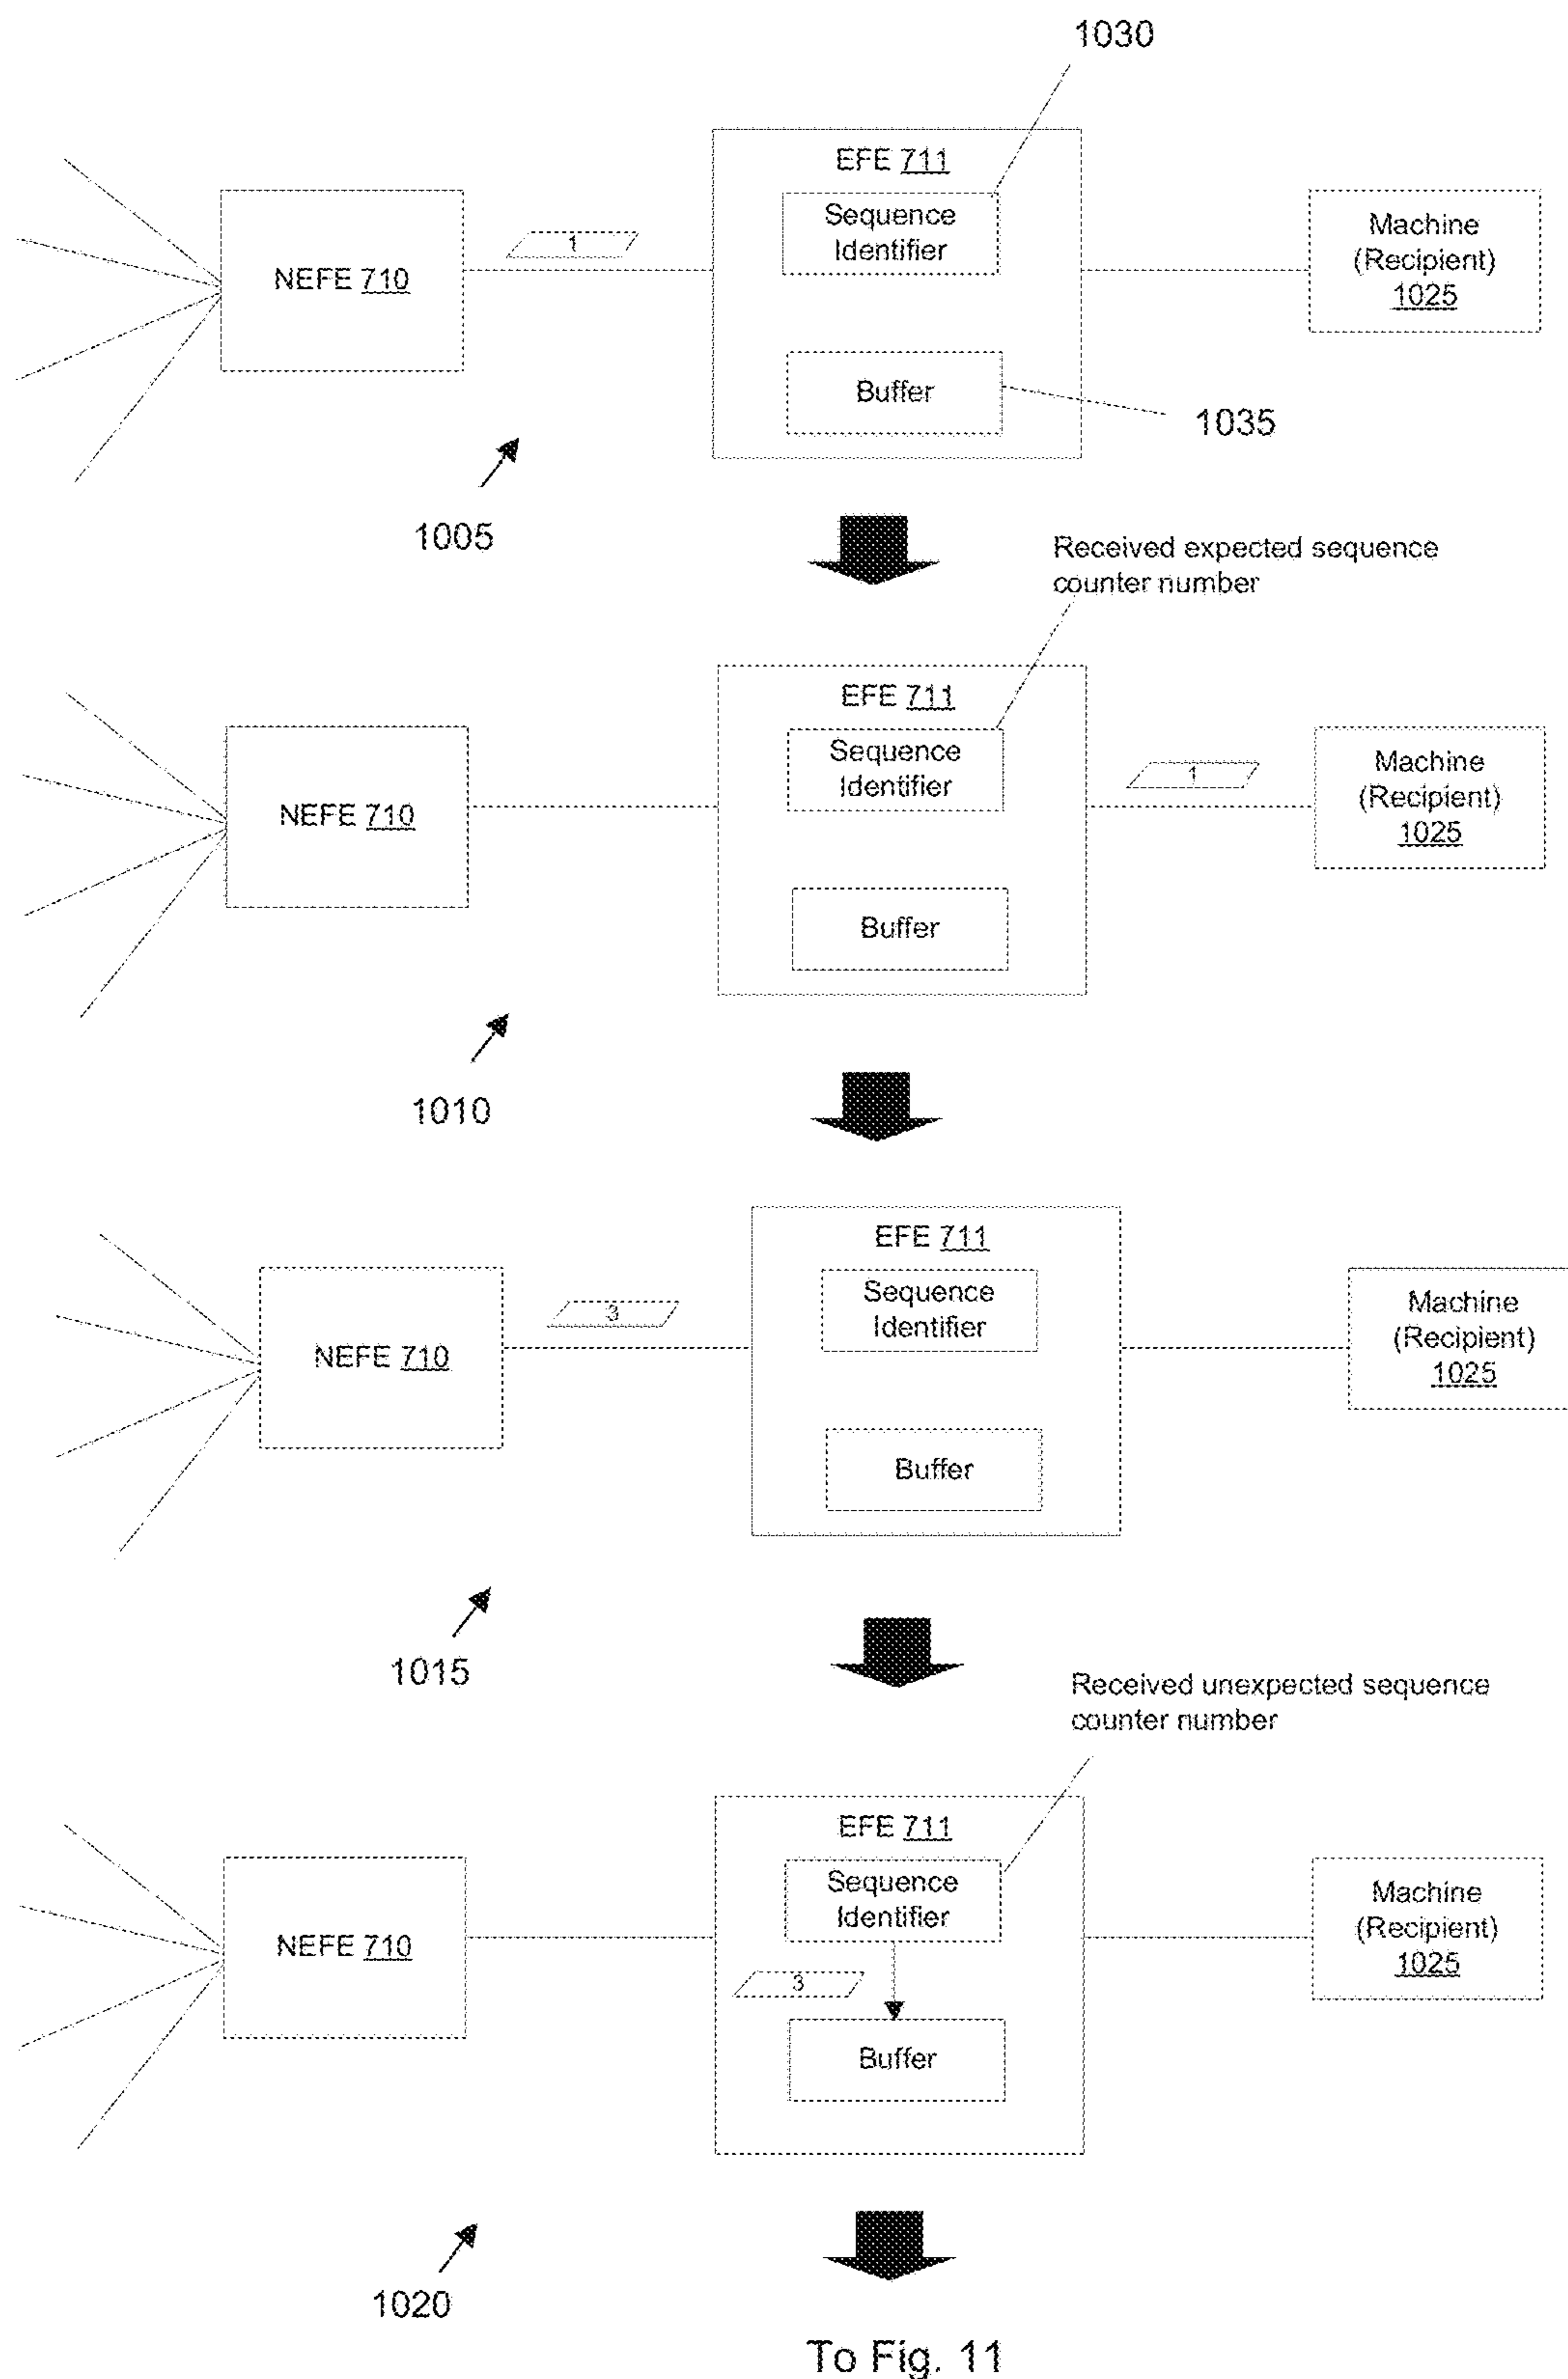 1030
EFE 711
Sequence
Identifier
1
NEFE 710
Machine
(Recipient)
1025
Buffer
1035
1005
Received expected sequence
counter number
EFE 711
Sequence
Identifier
1
NEFE 710
Machine
(Recipient)
1025
Buffer
1010
EFE 711
Sequence
Identifier
3
NEFE 710
Machine
(Recipient)
1025
Buffer
1015
Received unexpected sequence
counter number
EFE 711
Sequence
Identifier
NEFE 710
Machine
(Recipient)
1025
3
Buffer
1020
To Fig. 11